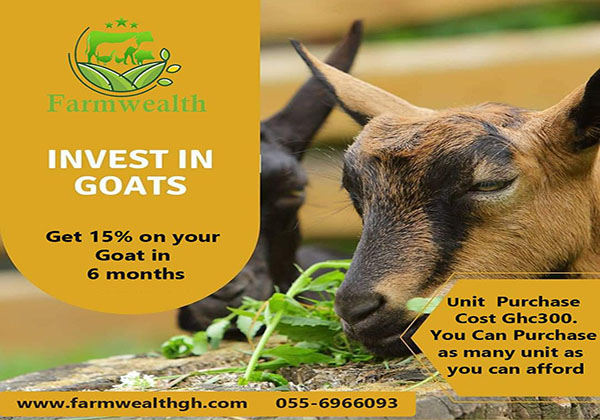 Farmwealth
INVEST IN
GOATS
Get 15% on your
Goat in
6 months
Unit Purchase
Cost Ghc300.
You Can Purchase
as many unit as
you can afford
www.farmwealthgh.com
055-6966093